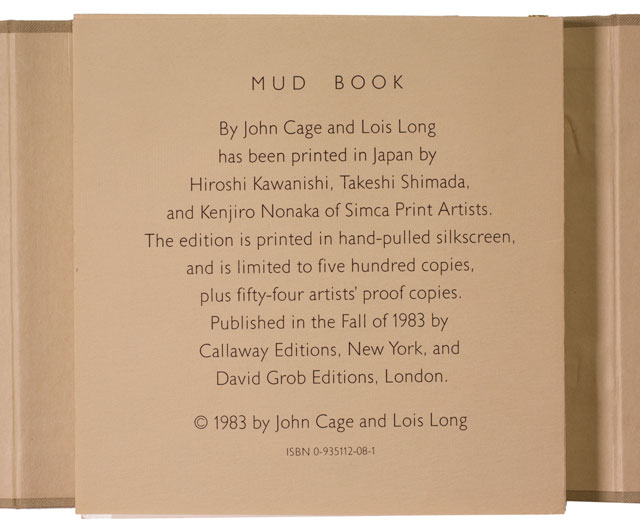 MUD BOOK
By John Cage and Lois Long
has been printed in Japan by
Hiroshi Kawanishi, Takeshi Shimada,
and Kenjiro Nonaka of Simca Print Artists.
The edition is printed in hand-pulled silkscreen,
and is limited to five hundred copies,
plus fifty-four artists' proof copies.
Published in the Fall of 1983 by
Callaway Editions, New York, and
David Grob Editions, London.
© 1983 by John Cage and Lois Long
ISBN 0-935112-08-1